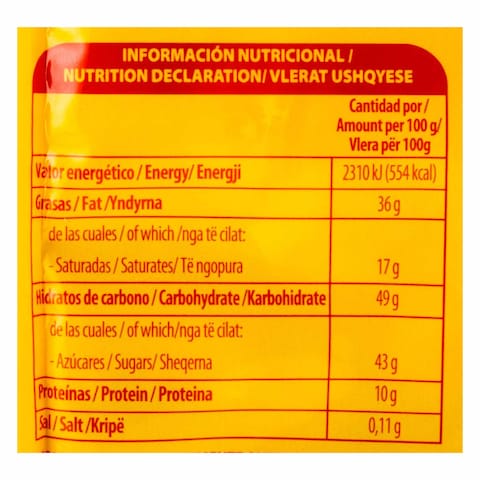 INFORMACIÓN NUTRICIONAL /
NUTRITION DECLARATION/ VLERAT USHQYESE
Cantidad por /
Amount per 100 g/
Vlera për 100g
Valor energético / Energy/ Energji 2310 kJ (554 kcal)
Grasas / Fat /Yndyrna 36 g
de las cuales / of which /nga të cilat:
- Saturadas / Saturates/ Të ngopura 17 g
Hidratos de carbono / Carbohydrate /Karbohidrate 49 g
de las cuales / of which/nga të cilat:
- Azúcares / Sugars/ Sheqerna 43 g
Proteínas / Protein / Proteina 10 g
Sal / Salt /Kripë 0,11 g